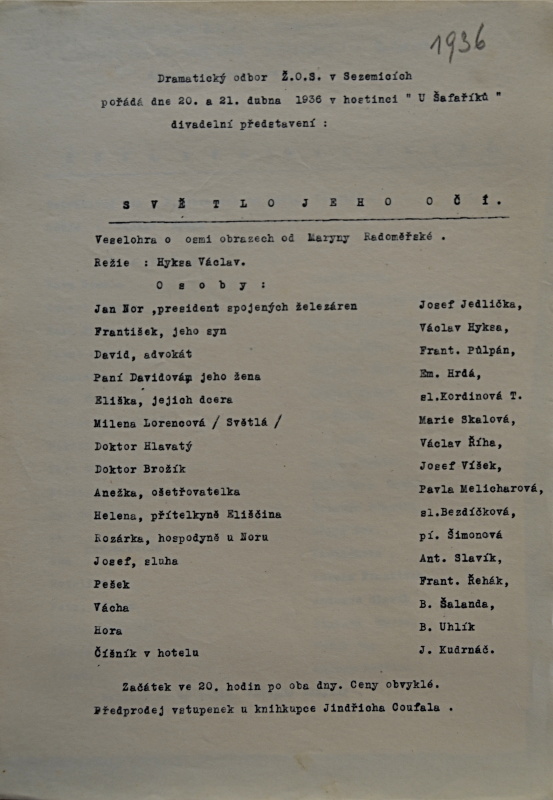 1936
Dramatický odbor Ž.O.S. v Sezemicích
pořádá dne 20. a 21. dubna 1936 v hostinci " U Šafaříků "
divadelní představení :
S V Ě T L O J E H O O Č Í .
Veselohra o osmi obrazech od Maryny Radoměřské .
Režie : Hyksa Václav.
O s o b y :
Jan Nor ,president spojených železáren Josef Jedlička,
František, jeho syn Václav Hyksa,
David, advokát Frant. Půlpán,
Paní Davidová, jeho žena Em. Hrdá,
Eliška, jejich dcera sl.Kordinová T.
Milena Lorencová / Světlá / Marie Skalová,
Doktor Hlavatý Václav Říha,
Doktor Brožík Josef Víšek,
Anežka, ošetřovatelka Pavla Melicharová,
Helena, přítelkyně Eliščina sl.Bezdíčková,
Rozárka, hospodyně u Noru pí. Šimonová
Josef, sluha Ant. Slavík,
Pešek Frant. Řehák,
Vácha B. Šalanda,
Hora B. Uhlík
Číšník v hotelu J. Kudrnáč.
Začátek ve 20. hodin po oba dny. Ceny obvyklé.
Předprodej vstupenek u knihkupce Jindřicha Coufala .